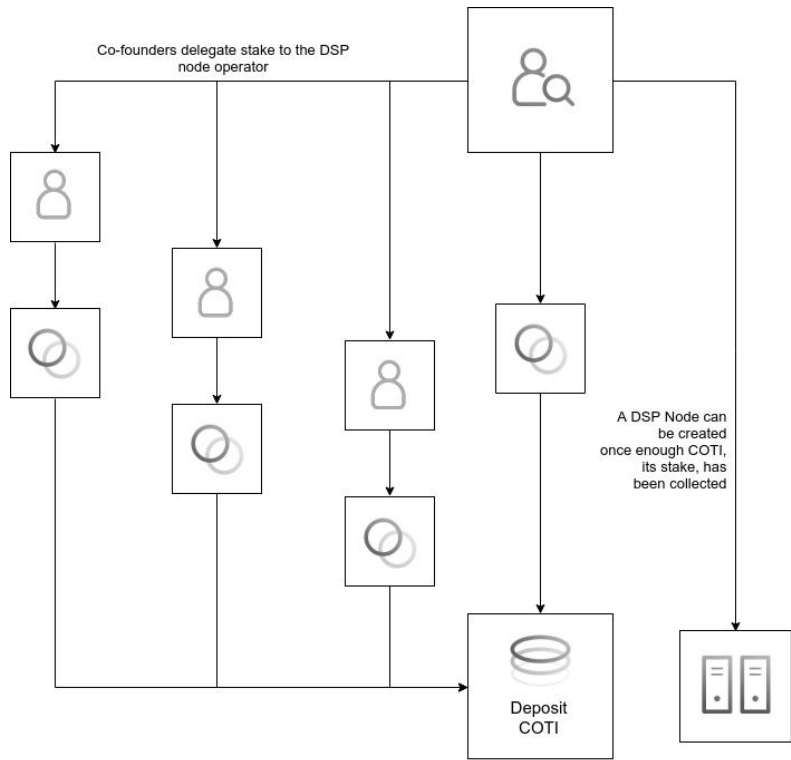 Co-founders delegate stake to the DSP
node operator
A DSP Node can
be created
once enough COTI,
its stake, has
been collected
Deposit
COTI